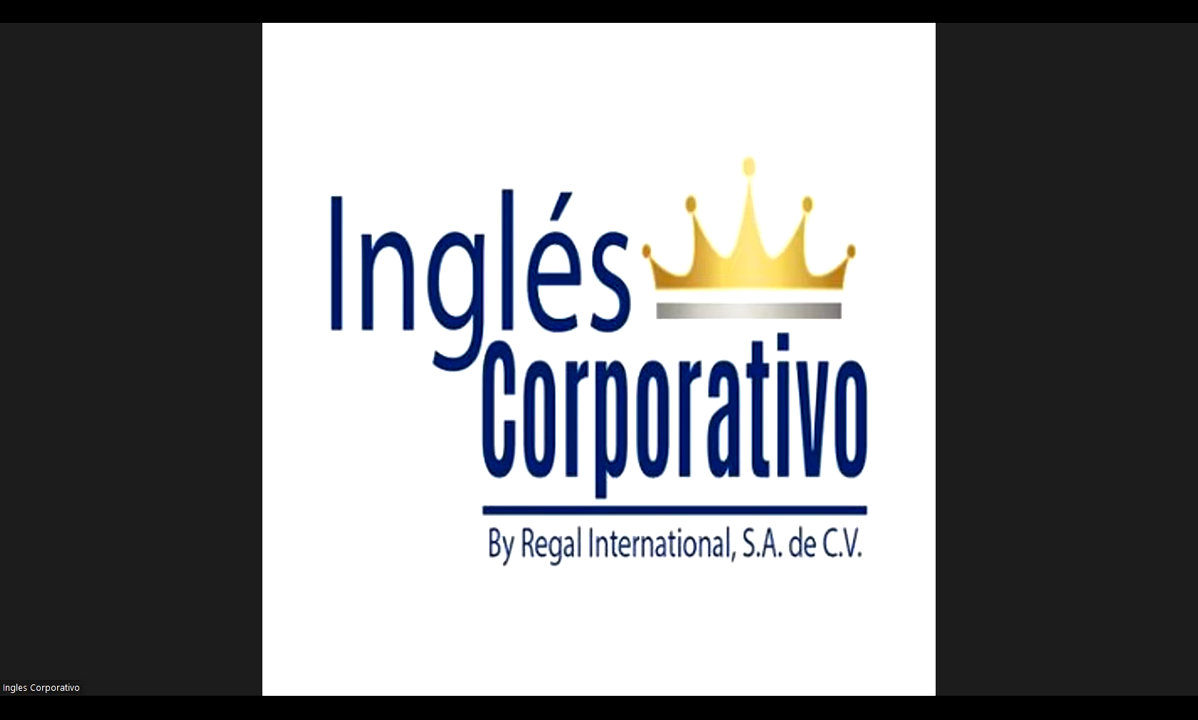 Inglés
Corporativo
By Regal International, S.A. de C.V.
Ingles Corporativo